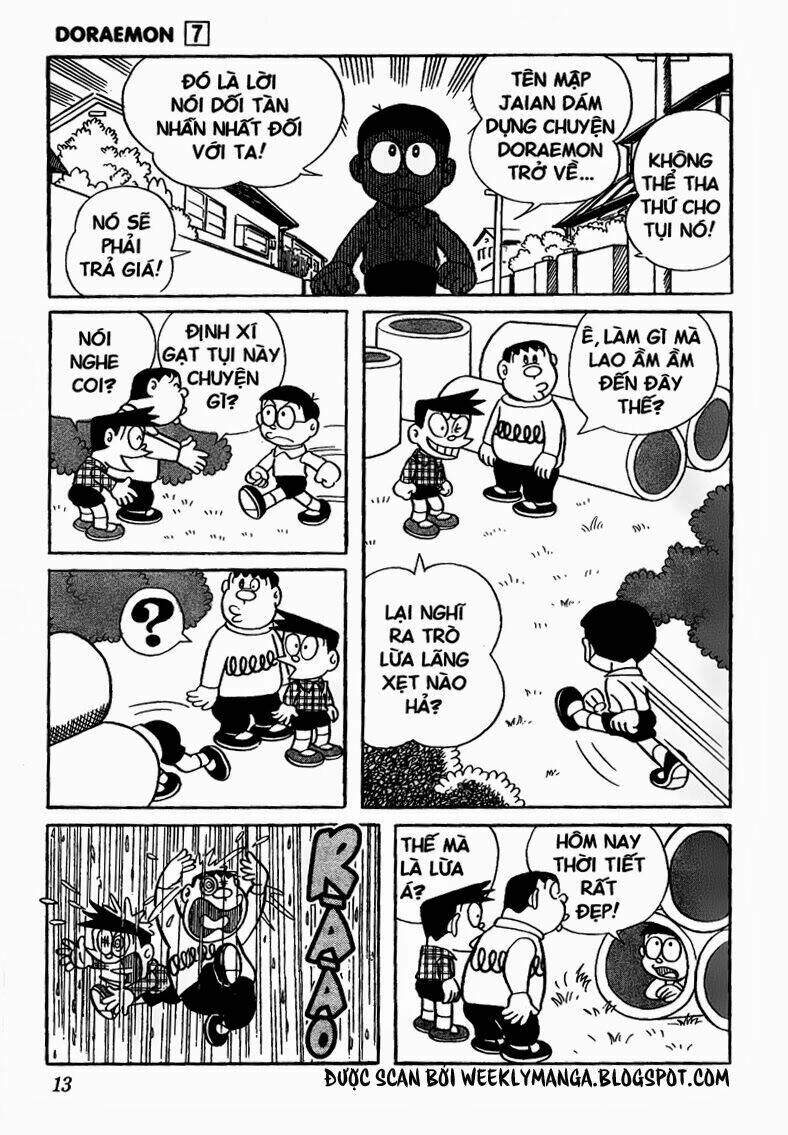 DORAEMON 7
TÊN MẬP
JAIAN DÁM
DỰNG CHUYỆN
DORAEMON
TRỞ VỀ...
KHÔNG
THỂ THA
THỨ CHO
TỤI NÓ!
ĐÓ LÀ LỜI
NÓI DỐI TÀN
NHẪN NHẤT ĐỐI
VỚI TA!
NÓ SẼ
PHẢI
TRẢ GIÁ!
Ê, LÀM GÌ MÀ
LAO ẦM ẦM
ĐẾN ĐÂY
THẾ?
LẠI NGHĨ
RA TRÒ
LỪA LÃNG
XẸT NÀO
HẢ?
ĐỊNH XÍ
GẠT TỤI NÀY
CHUYỆN
GÌ?
NÓI
NGHE
COI?
?
HÔM NAY
THỜI TIẾT
RẤT
ĐẸP!
THẾ MÀ
LÀ LỪA
Á?
RÀAO
13
ĐƯỢC SCAN BỞI WEEKLYMANGA.BLOGSPOT.COM